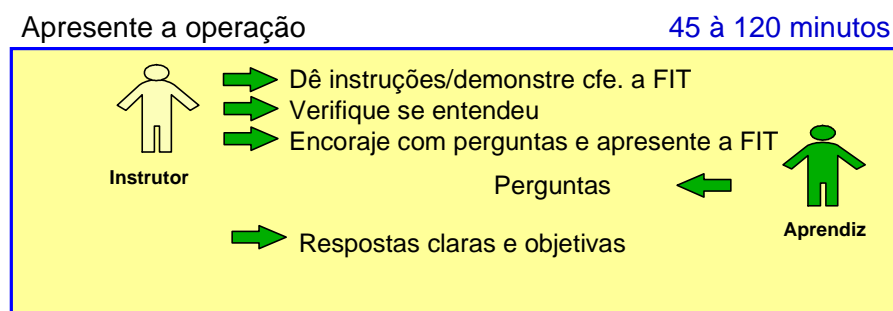 Apresente a operação 45 à 120 minutos
Dê instruções/demonstre cfe. a FIT
Verifique se entendeu
Encoraje com perguntas e apresente a FIT
Instrutor
Perguntas
Aprendiz
Respostas claras e objetivas